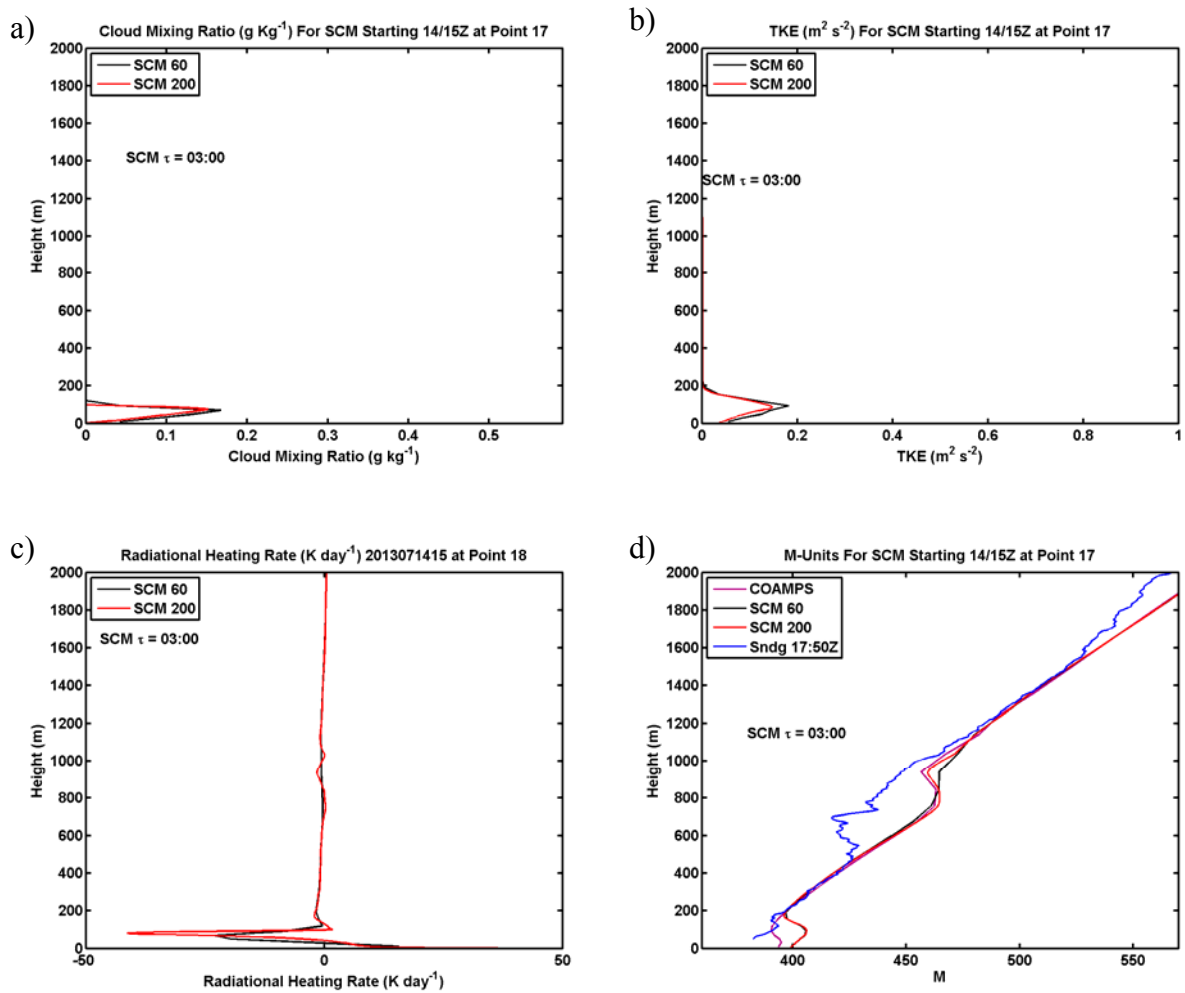 a)
Cloud Mixing Ratio (g Kg⁻¹) For SCM Starting 14/15Z at Point 17
2000
1800
1600
1400
1200
1000
800
600
400
200
0
Height (m)
SCM 60
SCM 200
SCM τ = 03:00
0 0.1 0.2 0.3 0.4 0.5
Cloud Mixing Ratio (g kg⁻¹)
b)
TKE (m² s⁻²) For SCM Starting 14/15Z at Point 17
2000
1800
1600
1400
1200
1000
800
600
400
200
0
Height (m)
SCM 60
SCM 200
SCM τ = 03:00
0 0.2 0.4 0.6 0.8 1
TKE (m² s⁻²)
c)
Radiational Heating Rate (K day⁻¹) 2013071415 at Point 18
2000
1800
1600
1400
1200
1000
800
600
400
200
0
Height (m)
SCM 60
SCM 200
SCM τ = 03:00
-50 0 50
Radiational Heating Rate (K day⁻¹)
d)
M-Units For SCM Starting 14/15Z at Point 17
2000
1800
1600
1400
1200
1000
800
600
400
200
0
Height (m)
COAMPS
SCM 60
SCM 200
Sndg 17:50Z
SCM τ = 03:00
400 450 500 550
M